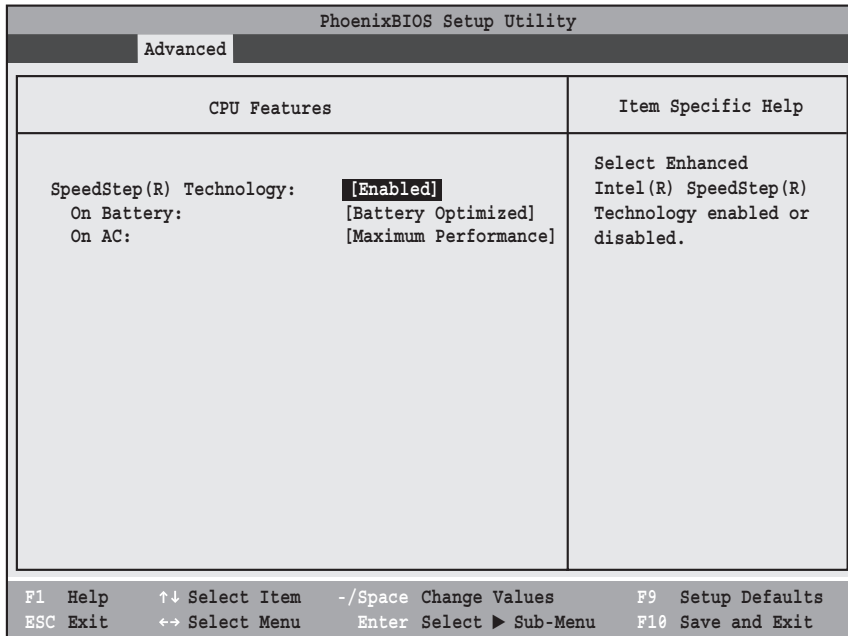 PhoenixBIOS Setup Utility
Advanced
CPU Features
SpeedStep(R) Technology: [Enabled]
On Battery: [Battery Optimized]
On AC: [Maximum Performance]
Item Specific Help
Select Enhanced
Intel(R) SpeedStep(R)
Technology enabled or
disabled.
F1 Help ↑↓ Select Item -/Space Change Values F9 Setup Defaults
ESC Exit ←→ Select Menu Enter Select ▶ Sub-Menu F10 Save and Exit